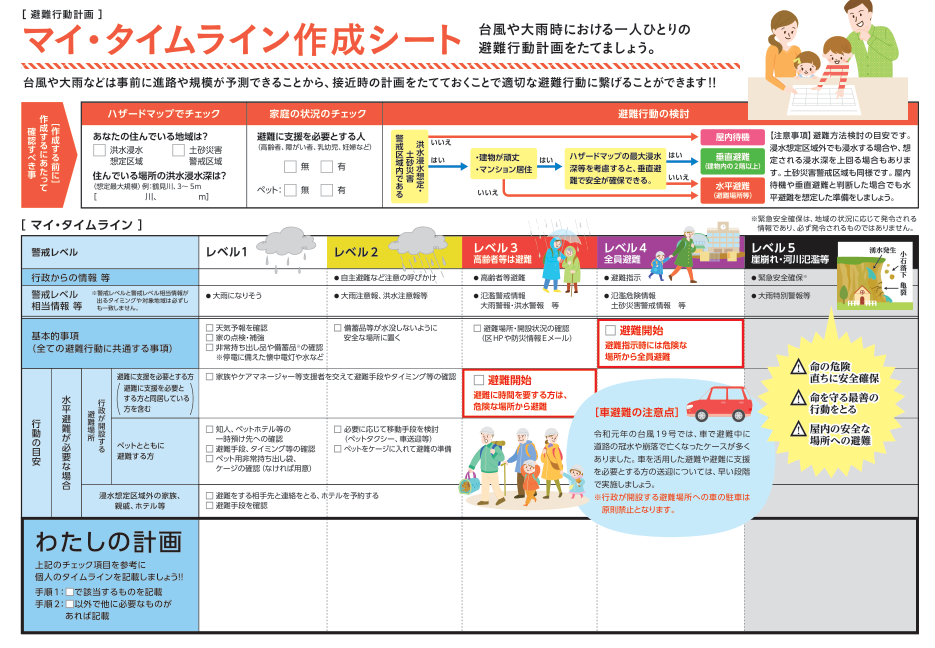 [ 避難行動計画 ]
マイ・タイムライン作成シート
台風や大雨時における一人ひとりの
避難行動計画をたてましょう。
台風や大雨などは事前に進路や規模が予測できることから、接近時の計画をたてておくことで適切な避難行動に繋げることができます!!
[作成する前に]
作成するにあたって
確認すべき事
ハザードマップでチェック
あなたの住んでいる地域は?
洪水浸水
想定区域
土砂災害
警戒区域
住んでいる場所の洪水浸水深は?
(想定最大規模) 例:鶴見川、3〜5m
[ 川、 m]
家庭の状況のチェック
避難に支援を必要とする人
(高齢者、障がい者、乳幼児、妊婦など)
無 有
ペット: 無 有
避難行動の検討
洪水浸水想定・
土砂災害
警戒区域内である
いいえ
はい
・建物が頑丈
・マンション居住
はい
いいえ
ハザードマップの最大浸水
深等を考慮すると、垂直避
難で安全が確保できる。
はい
いいえ
屋内待機
垂直避難
(建物内の2階以上)
水平避難
(避難場所等)
【注意事項】避難方法検討の目安です。
浸水想定区域外でも浸水する場合や、想
定される浸水深を上回る場合もありま
す。土砂災害警戒区域も同様です。屋内
待機や垂直避難と判断した場合でも水
平避難を想定した準備をしましょう。
[ マイ・タイムライン ]
※緊急安全確保は、地域の状況に応じて発令される
情報であり、必ず発令されるものではありません。
警戒レベル
レベル1
レベル2
レベル3
高齢者等は避難
レベル4
全員避難
レベル5
崖崩れ・河川氾濫等
湧水発生
小石落下
亀裂
行政からの情報 等
●自主避難など注意の呼びかけ
●高齢者等避難
●避難指示
●緊急安全確保※
警戒レベル
相当情報 等
※警戒レベルと警戒レベル相当情報が
出るタイミングや対象地域は必ずし
も一致しません。
●大雨になりそう
●大雨注意報、洪水注意報等
●氾濫警戒情報
大雨警報・洪水警報 等
●氾濫危険情報
土砂災害警戒情報 等
●大雨特別警報等
基本的事項
(全ての避難行動に共通する事項)
□ 天気予報を確認
□ 家の点検・補強
□ 非常持ち出し品や備蓄品※の確認
※停電に備えた懐中電灯や水など
□ 備蓄品等が水没しないように
安全な場所に置く
□ 避難場所・開設状況の確認
(区HPや防災情報Eメール)
□ 避難開始
避難指示時には危険な
場所から全員避難
行動の目安
水平避難が必要な場合
行政が開設する
避難場所
避難に支援を必要とする方
(避難に支援を必要と
する方と同居している
方を含む)
□ 家族やケアマネージャー等支援者を交えて避難手段やタイミング等の確認
□ 避難開始
避難に時間を要する方は、
危険な場所から避難
ペットとともに
避難する方
□ 知人、ペットホテル等の
一時預け先への確認
□ 避難手段、タイミング等の確認
□ ペット用非常持ち出し袋、
ケージの確認 (なければ用意)
□ 必要に応じて移動手段を検討
(ペットタクシー、車送迎等)
□ ペットをケージに入れて避難の準備
浸水想定区域外の家族、
親戚、ホテル等
□ 避難をする相手先と連絡をとる、ホテルを予約する
□ 避難手段を確認
[車避難の注意点]
令和元年の台風19号では、車で避難中に
道路の冠水や崩落で亡くなったケースが多く
ありました。車を活用した避難や避難に支援
を必要とする方の送迎については、早い段階
で実施しましょう。
※行政が開設する避難場所への車の駐車は
原則禁止となります。
命の危険
直ちに安全確保
命を守る最善の
行動をとる
屋内の安全な
場所への避難
わたしの計画
上記のチェック項目を参考に
個人のタイムラインを記載しましょう!!
手順1:□で該当するものを記載
手順2:□以外で他に必要なものが
あれば記載